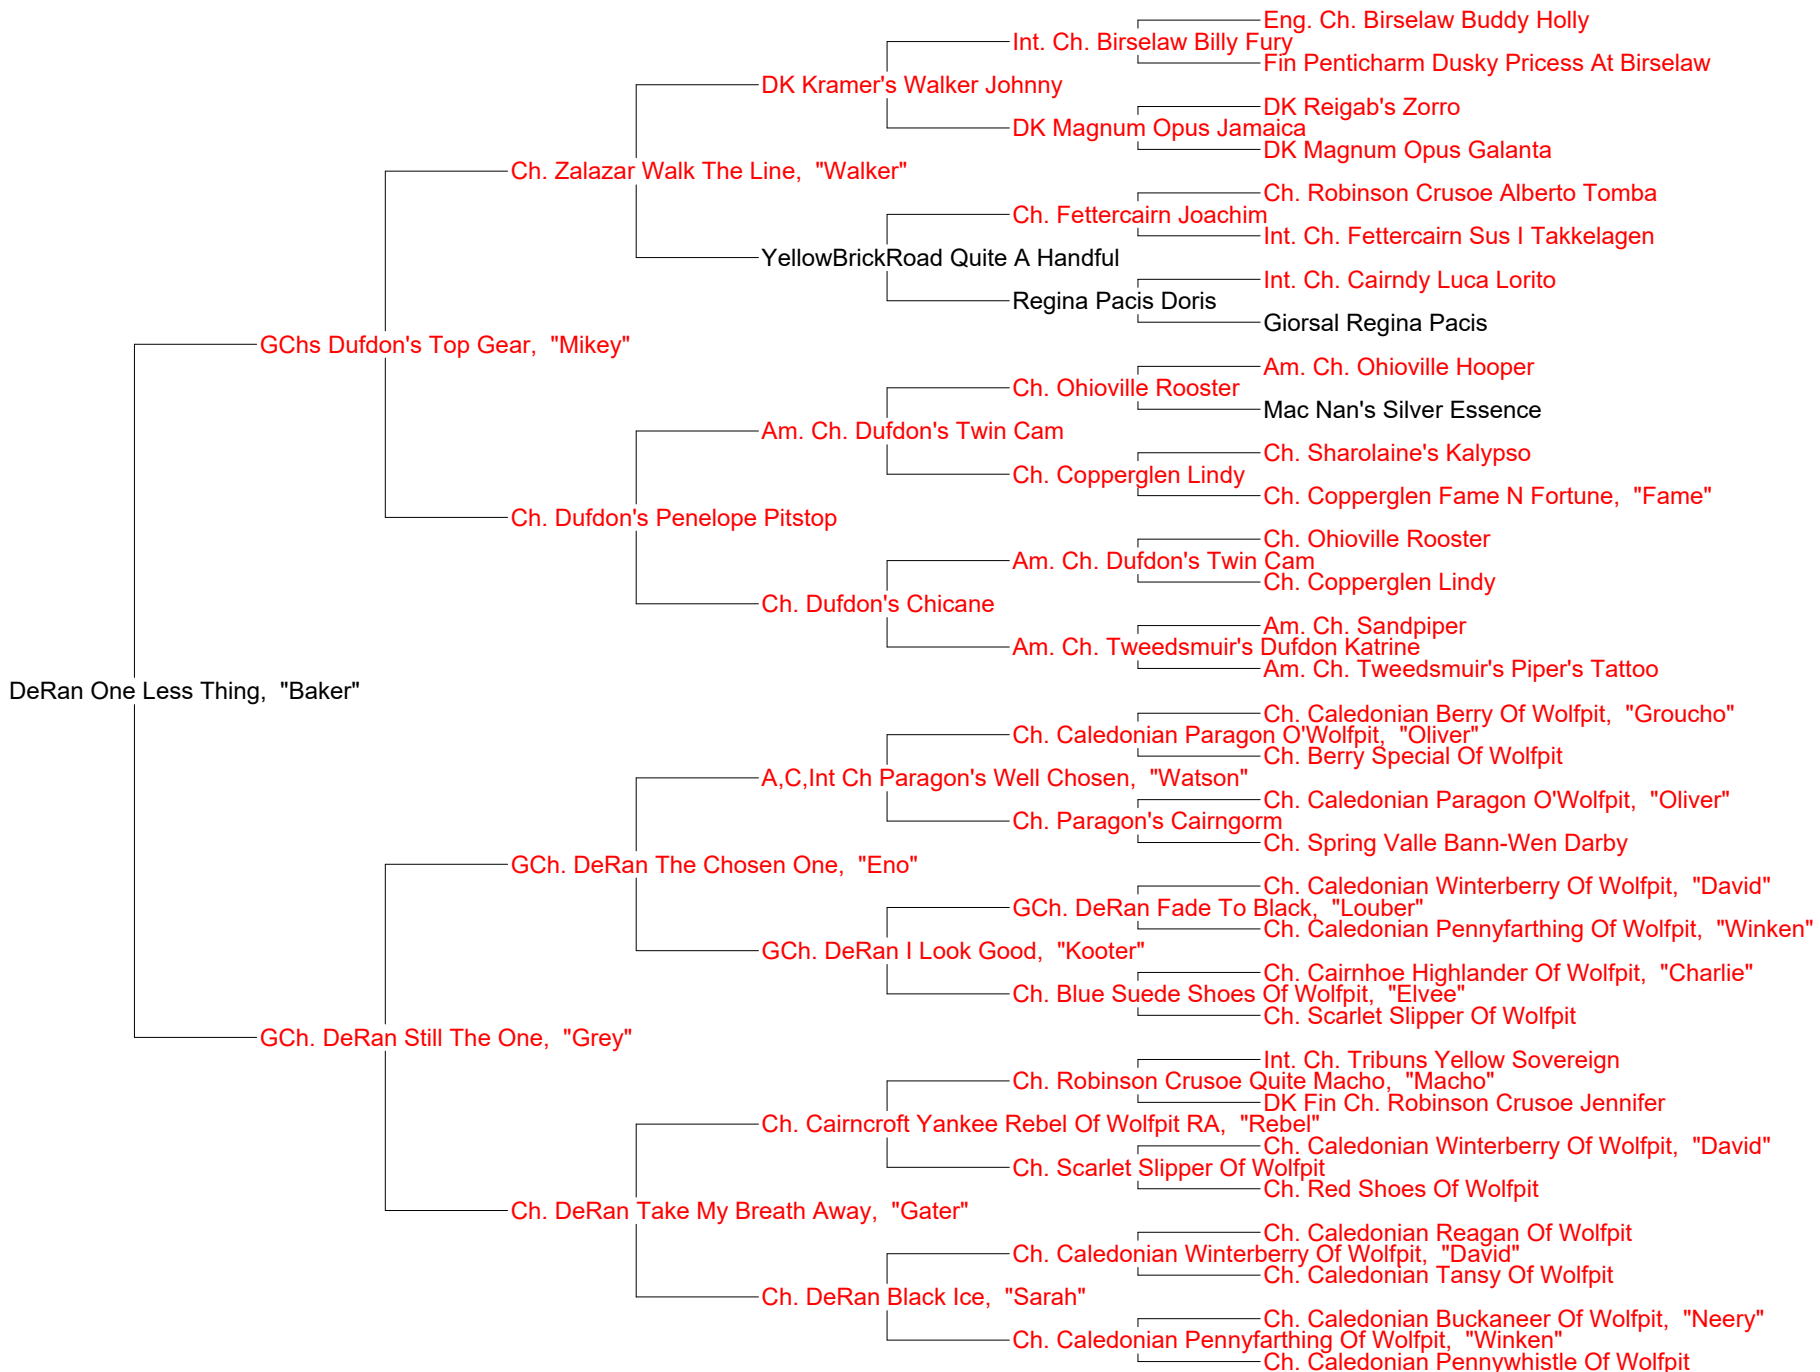 Eng. Ch. Birselaw Buddy Holly
Int. Ch. Birselaw Billy Fury
Fin Penticharm Dusky Pricess At Birselaw
DK Kramer's Walker Johnny
DK Reigab's Zorro
DK Magnum Opus Jamaica
DK Magnum Opus Galanta
Ch. Zalazar Walk The Line, "Walker"
Ch. Robinson Crusoe Alberto Tomba
Ch. Fettercairn Joachim
Int. Ch. Fettercairn Sus I Takkelagen
YellowBrickRoad Quite A Handful
Int. Ch. Cairndy Luca Lorito
Regina Pacis Doris
Giorsal Regina Pacis
GChs Dufdon's Top Gear, "Mikey"
Am. Ch. Ohioville Hooper
Ch. Ohioville Rooster
Mac Nan's Silver Essence
Am. Ch. Dufdon's Twin Cam
Ch. Sharolaine's Kalypso
Ch. Copperglen Lindy
Ch. Copperglen Fame N Fortune, "Fame"
Ch. Dufdon's Penelope Pitstop
Ch. Ohioville Rooster
Am. Ch. Dufdon's Twin Cam
Ch. Copperglen Lindy
Ch. Dufdon's Chicane
Am. Ch. Sandpiper
Am. Ch. Tweedsmuir's Dufdon Katrine
Am. Ch. Tweedsmuir's Piper's Tattoo
DeRan One Less Thing, "Baker"
Ch. Caledonian Berry Of Wolfpit, "Groucho"
Ch. Caledonian Paragon O'Wolfpit, "Oliver"
Ch. Berry Special Of Wolfpit
A,C,Int Ch Paragon's Well Chosen, "Watson"
Ch. Caledonian Paragon O'Wolfpit, "Oliver"
Ch. Paragon's Cairngorm
Ch. Spring Valle Bann-Wen Darby
GCh. DeRan The Chosen One, "Eno"
Ch. Caledonian Winterberry Of Wolfpit, "David"
GCh. DeRan Fade To Black, "Louber"
Ch. Caledonian Pennyfarthing Of Wolfpit, "Winken"
GCh. DeRan I Look Good, "Kooter"
Ch. Cairnhoe Highlander Of Wolfpit, "Charlie"
Ch. Blue Suede Shoes Of Wolfpit, "Elvee"
Ch. Scarlet Slipper Of Wolfpit
GCh. DeRan Still The One, "Grey"
Int. Ch. Tribuns Yellow Sovereign
Ch. Robinson Crusoe Quite Macho, "Macho"
DK Fin Ch. Robinson Crusoe Jennifer
Ch. Cairncroft Yankee Rebel Of Wolfpit RA, "Rebel"
Ch. Caledonian Winterberry Of Wolfpit, "David"
Ch. Scarlet Slipper Of Wolfpit
Ch. Red Shoes Of Wolfpit
Ch. DeRan Take My Breath Away, "Gater"
Ch. Caledonian Reagan Of Wolfpit
Ch. Caledonian Winterberry Of Wolfpit, "David"
Ch. Caledonian Tansy Of Wolfpit
Ch. DeRan Black Ice, "Sarah"
Ch. Caledonian Buckaneer Of Wolfpit, "Neery"
Ch. Caledonian Pennyfarthing Of Wolfpit, "Winken"
Ch. Caledonian Pennywhistle Of Wolfpit